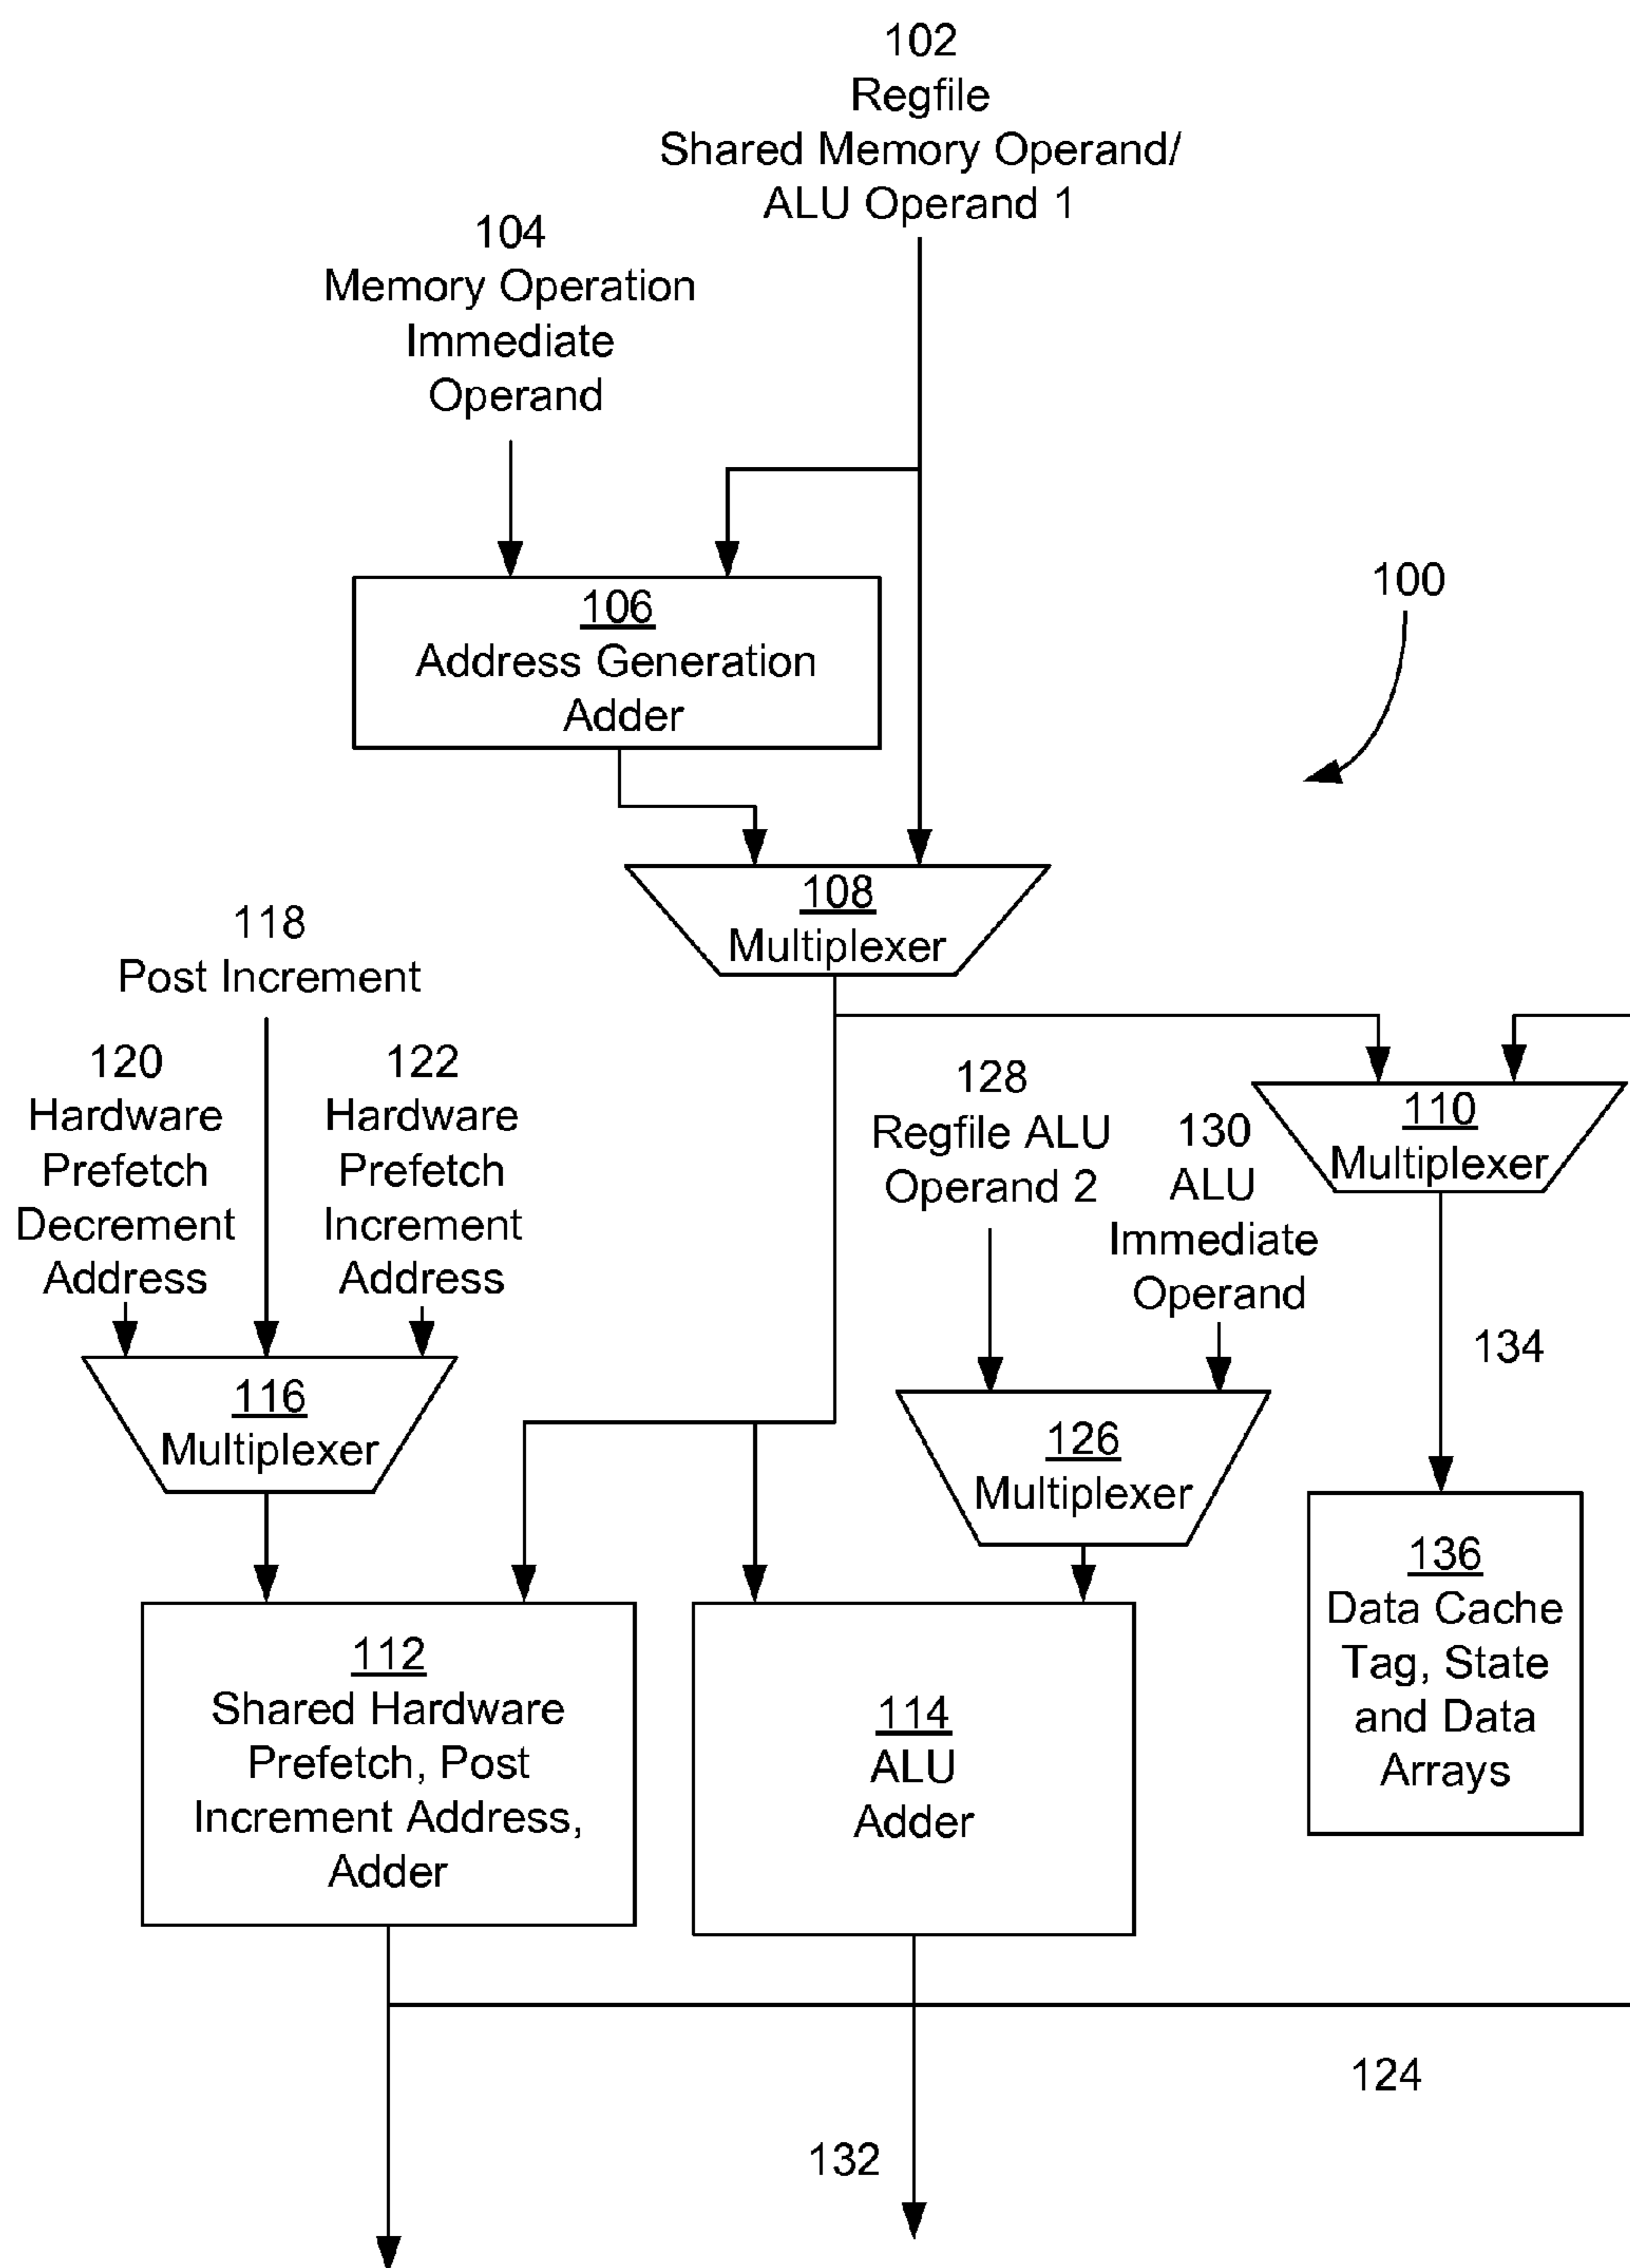 102
Regfile
Shared Memory Operand/
ALU Operand 1
104
Memory Operation
Immediate
Operand
106
Address Generation
Adder
100
108
Multiplexer
118
Post Increment
120
Hardware
Prefetch
Decrement
Address
122
Hardware
Prefetch
Increment
Address
128
Regfile ALU
Operand 2
130
ALU
Immediate
Operand
110
Multiplexer
134
116
Multiplexer
126
Multiplexer
136
Data Cache
Tag, State
and Data
Arrays
112
Shared Hardware
Prefetch, Post
Increment Address,
Adder
114
ALU
Adder
124
132